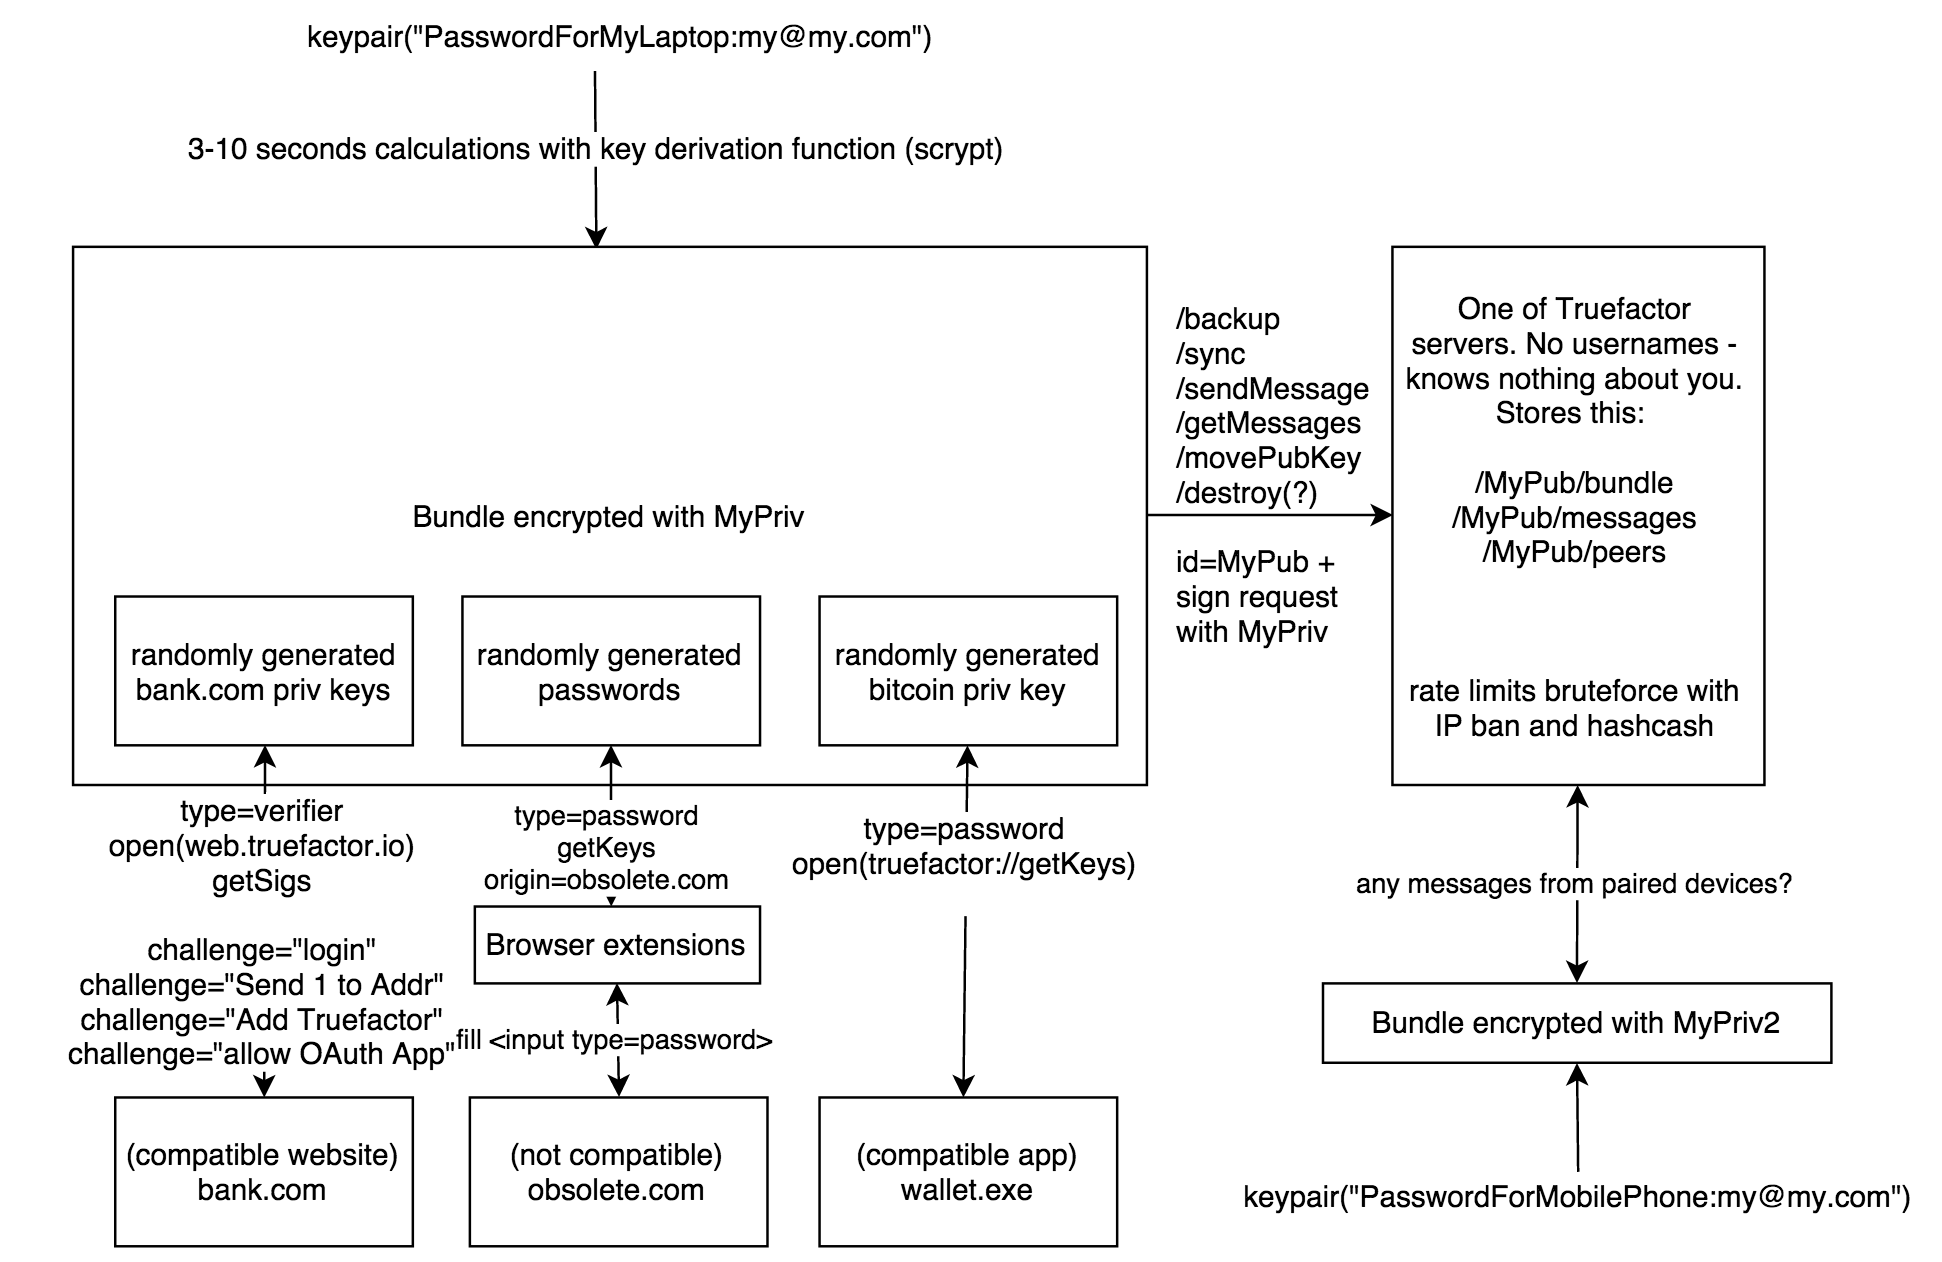 keypair("PasswordForMyLaptop:my@my.com")
3-10 seconds calculations with key derivation function (scrypt)
Bundle encrypted with MyPriv
randomly generated
bank.com priv keys
randomly generated
passwords
randomly generated
bitcoin priv key
/backup
/sync
/sendMessage
/getMessages
/movePubKey
/destroy(?)
id=MyPub +
sign request
with MyPriv
One of Truefactor
servers. No usernames -
knows nothing about you.
Stores this:
/MyPub/bundle
/MyPub/messages
/MyPub/peers
rate limits bruteforce with
IP ban and hashcash
type=verifier
open(web.truefactor.io)
getSigs
challenge="login"
challenge="Send 1 to Addr"
challenge="Add Truefactor"
challenge="allow OAuth App"
(compatible website)
bank.com
type=password
getKeys
origin=obsolete.com
Browser extensions
fill <input type=password>
(not compatible)
obsolete.com
type=password
open(truefactor://getKeys)
(compatible app)
wallet.exe
any messages from paired devices?
Bundle encrypted with MyPriv2
keypair("PasswordForMobilePhone:my@my.com")